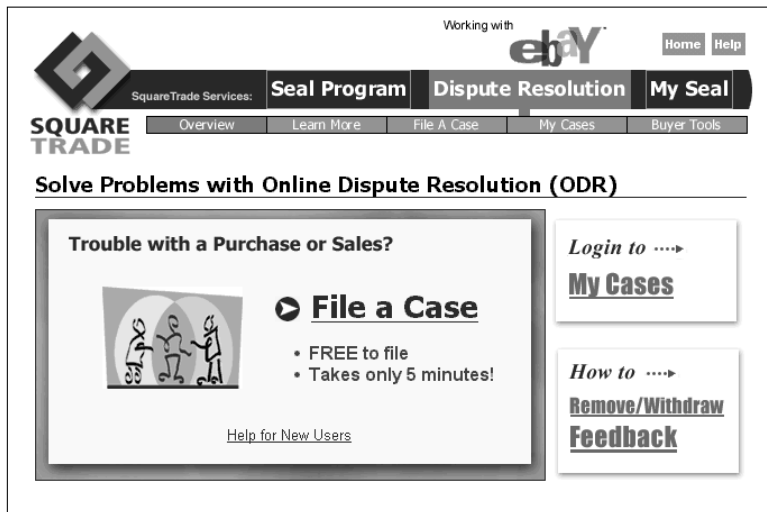 Working with
ebaY
Home Help
SquareTrade Services: Seal Program Dispute Resolution My Seal
SQUARE
TRADE
Overview Learn More File A Case My Cases Buyer Tools
Solve Problems with Online Dispute Resolution (ODR)
Trouble with a Purchase or Sales?
File a Case
• FREE to file
• Takes only 5 minutes!
Help for New Users
Login to
My Cases
How to
Remove/Withdraw
Feedback